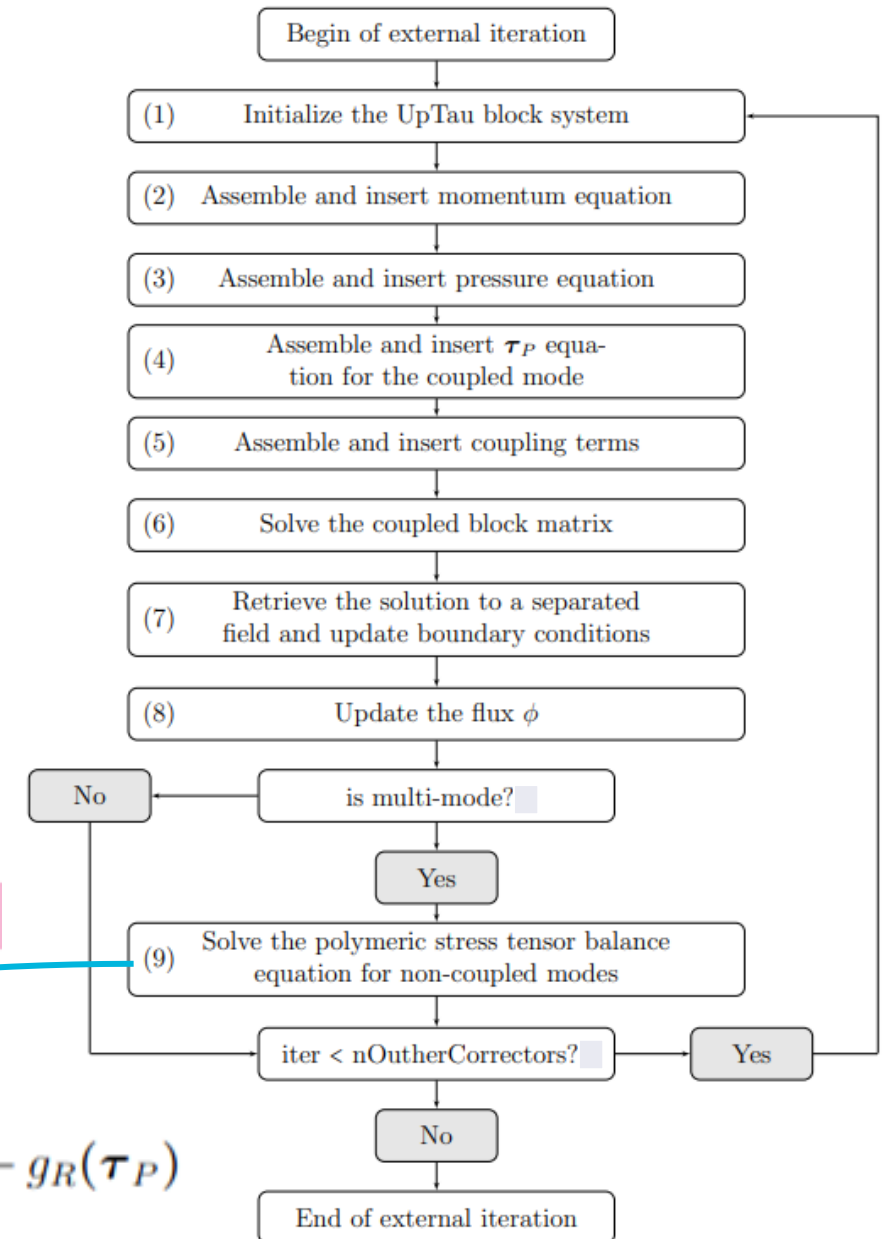 Begin of external iteration
(1) Initialize the UpTau block system
(2) Assemble and insert momentum equation
(3) Assemble and insert pressure equation
(4) Assemble and insert τ_P equa-
tion for the coupled mode
(5) Assemble and insert coupling terms
(6) Solve the coupled block matrix
(7) Retrieve the solution to a separated
field and update boundary conditions
(8) Update the flux ϕ
No
is multi-mode?
Yes
(9) Solve the polymeric stress tensor balance
equation for non-coupled modes
iter < nOutherCorrectors?
Yes
No
− g_R(τ_P)
End of external iteration